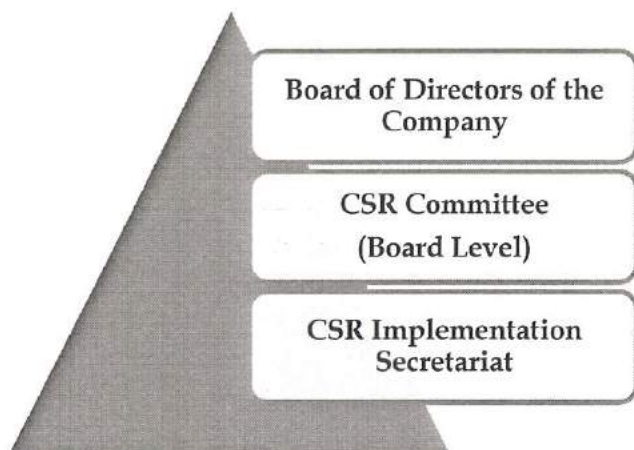 Board of Directors of the
Company
CSR Committee
(Board Level)
CSR Implementation
Secretariat